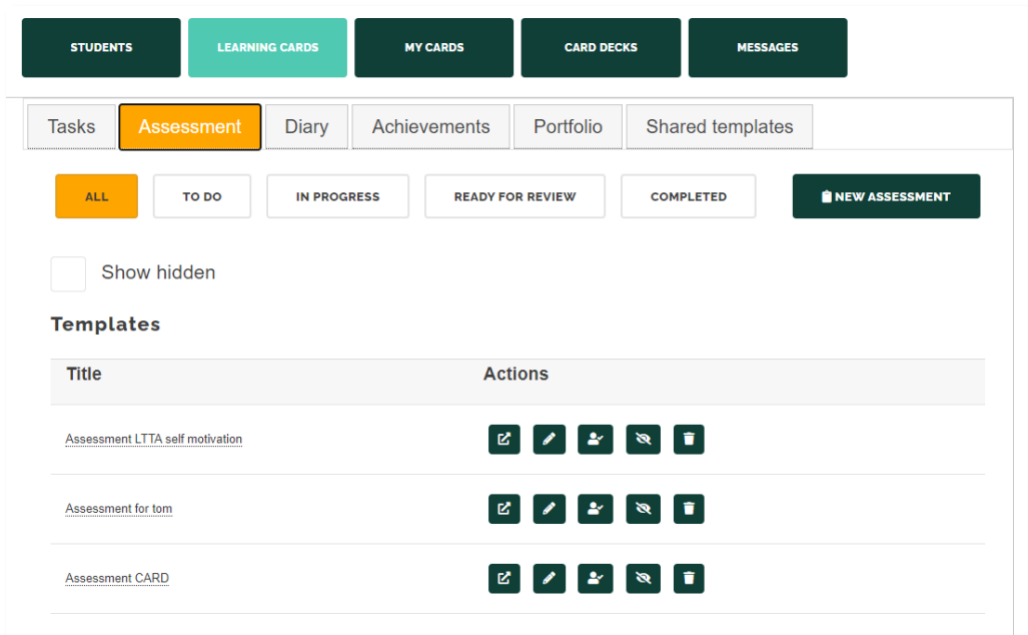 STUDENTS LEARNING CARDS MY CARDS CARD DECKS MESSAGES
Tasks Assessment Diary Achievements Portfolio Shared templates
ALL TO DO IN PROGRESS READY FOR REVIEW COMPLETED NEW ASSESSMENT
Show hidden
Templates
Title Actions
Assessment LTTA self motivation
Assessment for tom
Assessment CARD